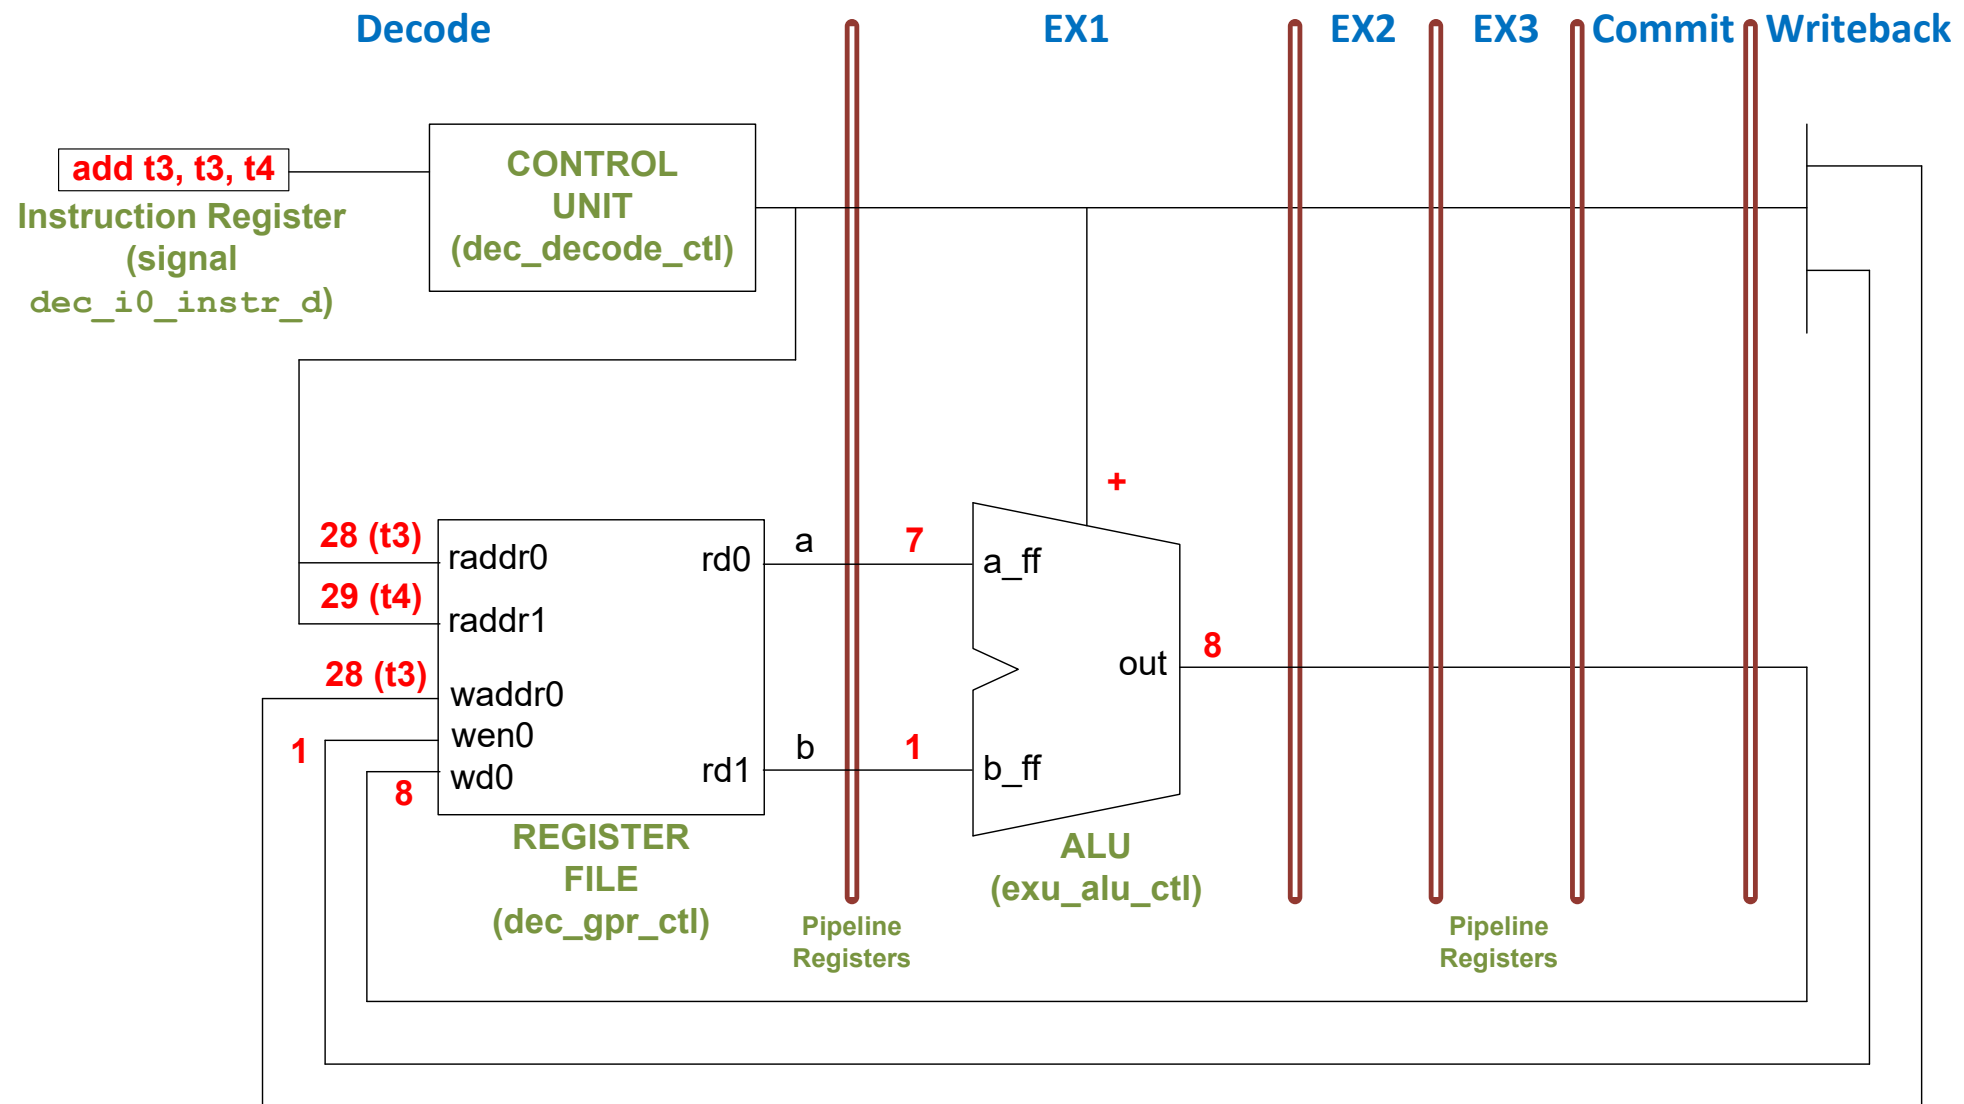 Decode
EX1
EX2
EX3
Commit
Writeback
add t3, t3, t4
Instruction Register
(signal
dec_i0_instr_d)
CONTROL
UNIT
(dec_decode_ctl)
+
28 (t3)
29 (t4)
28 (t3)
1
8
raddr0
raddr1
waddr0
wen0
wd0
rd0
rd1
REGISTER
FILE
(dec_gpr_ctl)
a
b
7
1
a_ff
b_ff
out
8
ALU
(exu_alu_ctl)
Pipeline
Registers
Pipeline
Registers